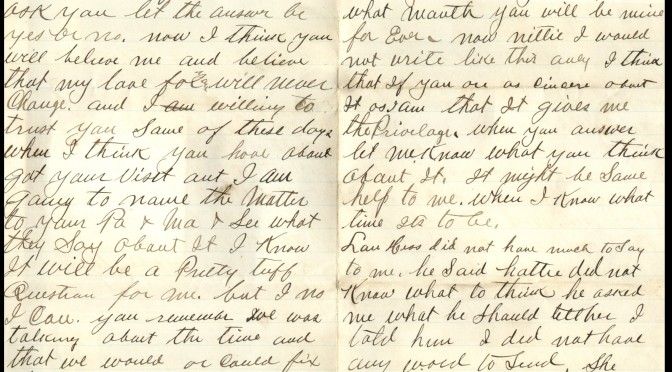 ask you let the answer be
yes or no. now I think you
will believe me and believe
that my love for will never
Change. and I am willing to
trust you Some of these days
when I think you have about
got your Visit out I am
going to name the Matter
to your Pa & Ma & See what
they Say about It I Know
It will be a Pretty tuff
Question for me. but I no
I Can. you remember we was
talking about the time and
that we would or could fix
what Month you will be mine
for Ever. now nittie I would
not write like this only I think
that If you are as sincere about
It as I am that It gives me
the Privilage. when you answer
let me Know what you think
about It. It might be Some
help to me. when I Know what
time its to be.
Hess did not have much to Say
to me. he Said hattie did not
Know what to think he asked
me what he Should tell her I
told him I did not have
any word to Send. She